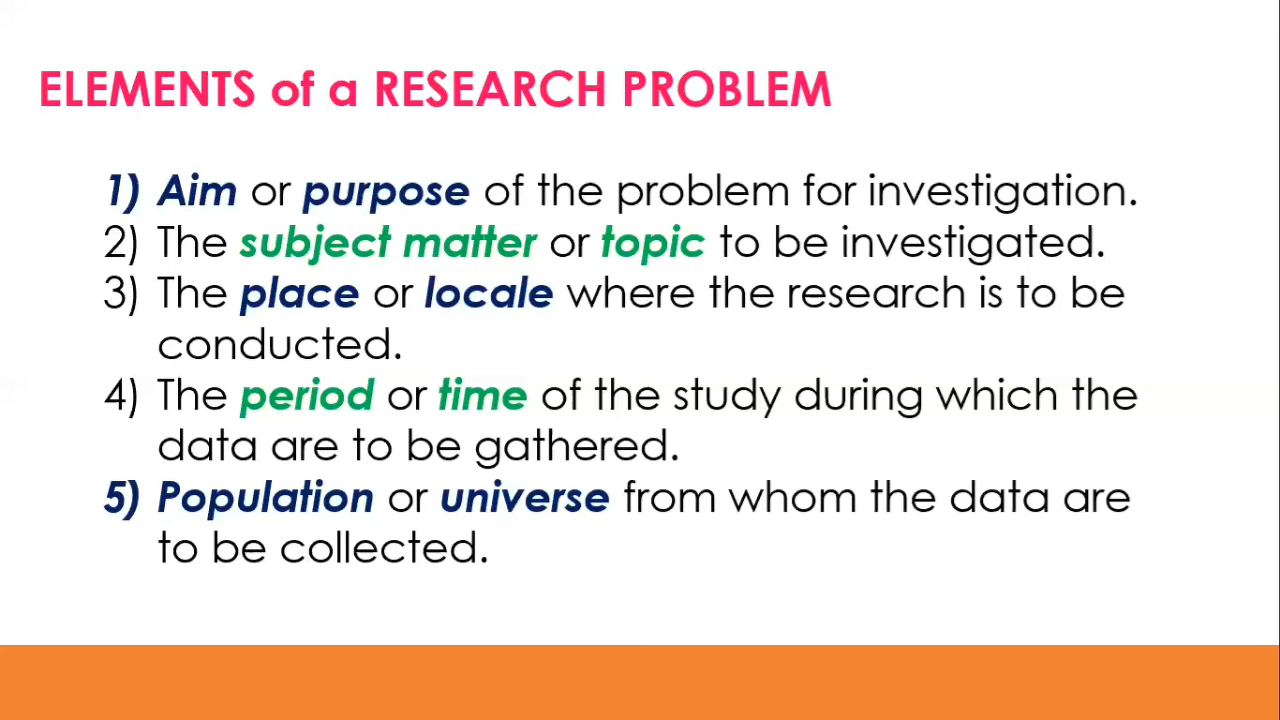 ELEMENTS of a RESEARCH PROBLEM
1) Aim or purpose of the problem for investigation.
2) The subject matter or topic to be investigated.
3) The place or locale where the research is to be
conducted.
4) The period or time of the study during which the
data are to be gathered.
5) Population or universe from whom the data are
to be collected.